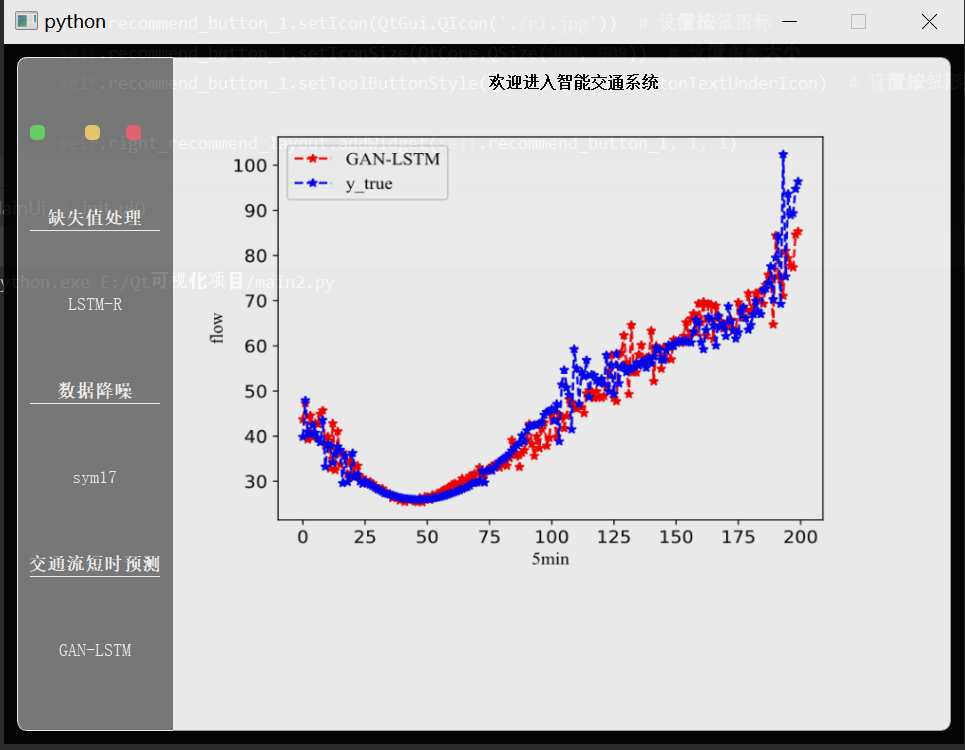 python
self.recommend_button_1.setIcon(QtGui.QIcon('./r1.jpg')) # 设置按钮图标
self.recommend_button_1.setIconSize(QtCore.QSize(900, 900)) # 设置图标大小
欢迎进入智能交通系统
self.recommend_button_1.setToolButtonStyle(
onTextUnderIcon) # 设置按钮形
self.right_recommend_layout.addWidget(self.recommend_button_1, 1, 1)
缺失值处理
LSTM-R
ython.exe E:/Qt可视化项目/main2.py
数据降噪
sym17
交通流短时预测
GAN-LSTM
GAN-LSTM
y_true
100
90
80
70
60
50
40
30
flow
0 25 50 75 100 125 150 175 200
5min